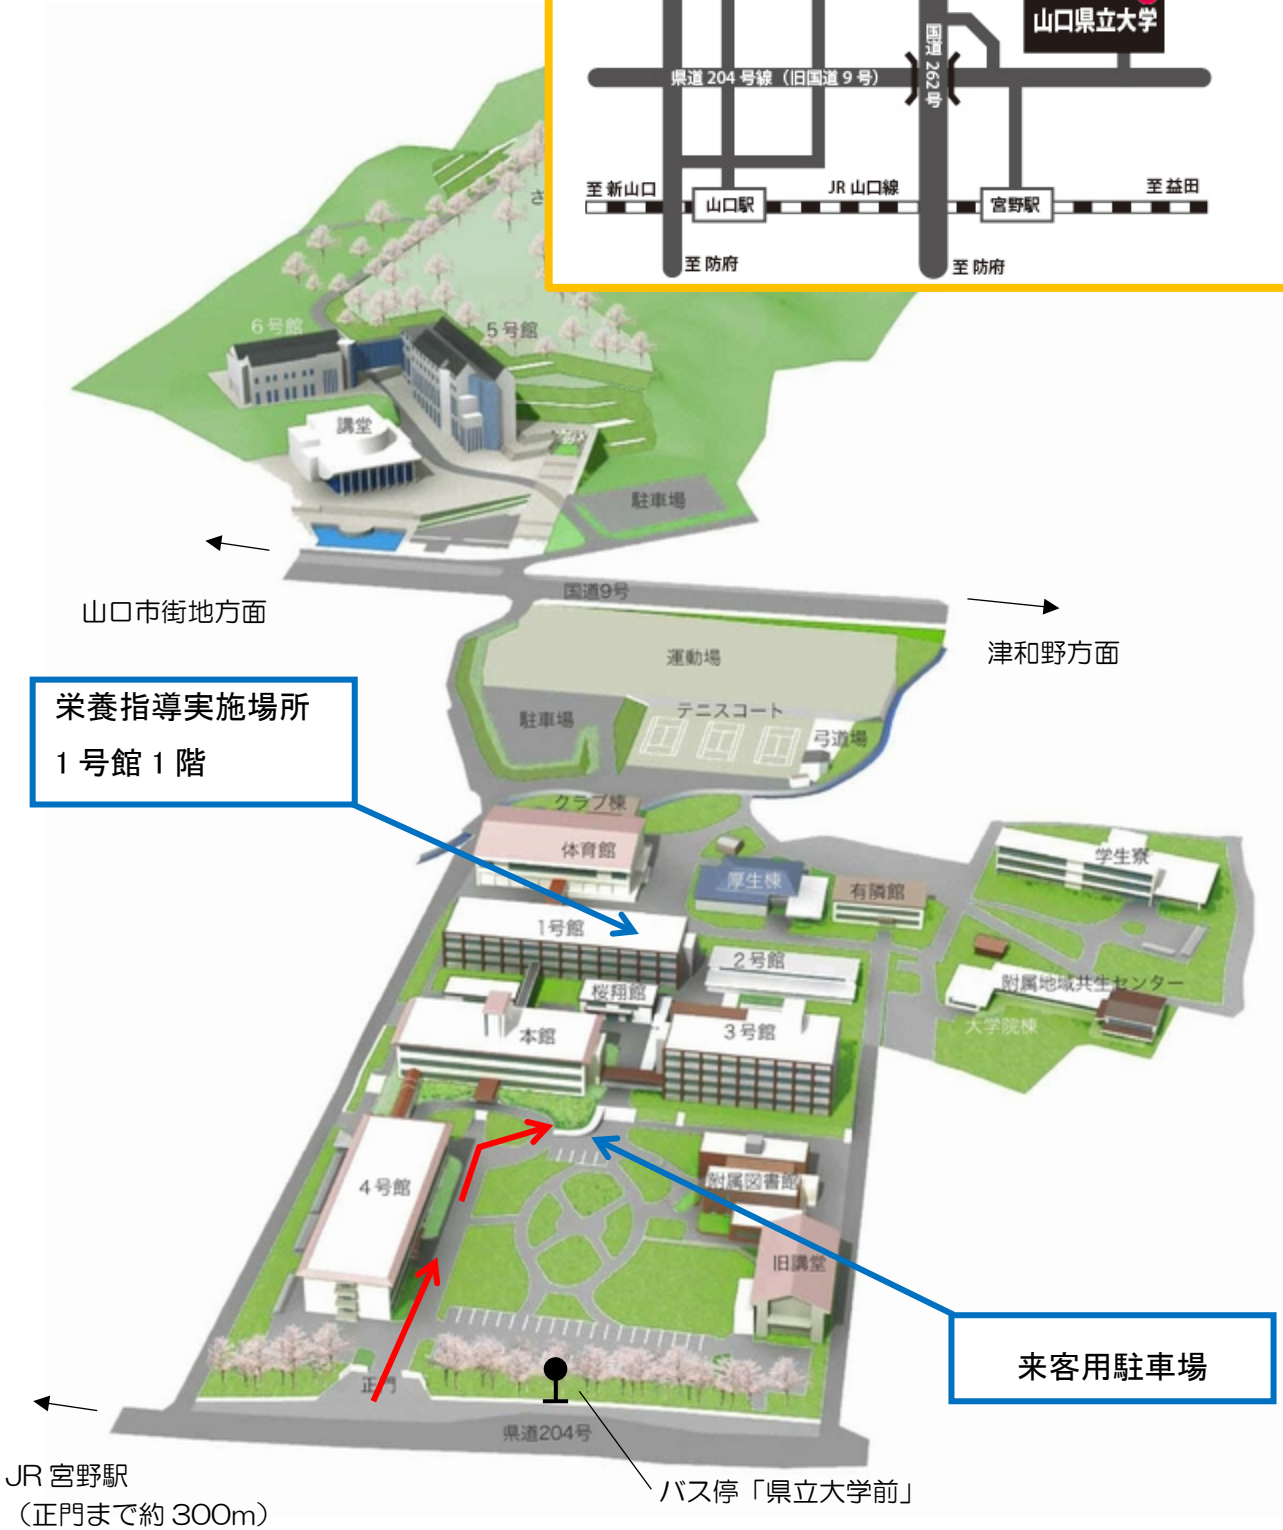 山口県立大学
国道 262号
県道 204 号線（旧国道 9 号）
至 新山口
JR 山口線
至 益田
山口駅
宮野駅
至 防府
至 防府
さ
6号館
5号館
講堂
駐車場
国道9号
山口市街地方面
津和野方面
運動場
駐車場
テニスコート
弓道場
栄養指導実施場所
1 号館 1 階
クラブ棟
体育館
厚生棟
有隣館
学生寮
1号館
2号館
桜翔館
附属地域共生センター
大学院棟
本館
3号館
4号館
附属図書館
旧講堂
来客用駐車場
正門
県道204号
JR 宮野駅
（正門まで約 300m）
バス停「県立大学前」